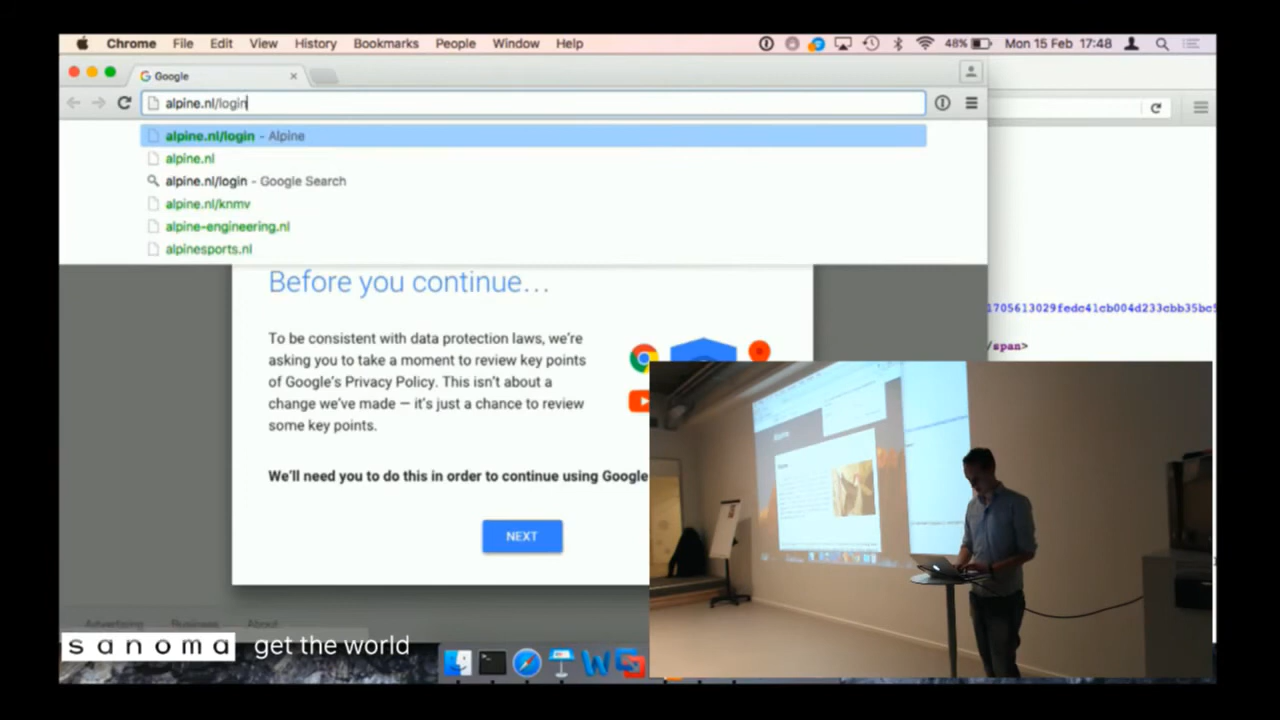 Chrome File Edit View History Bookmarks People Window Help 48% Mon 15 Feb 17:48
Google
alpine.nl/login
alpine.nl/login - Alpine
alpine.nl
alpine.nl/login - Google Search
alpine.nl/knmv
alpine-engineering.nl
alpinesports.nl
Before you continue…
To be consistent with data protection laws, we're
asking you to take a moment to review key points
of Google's Privacy Policy. This isn't about a
change we've made — it's just a chance to review
some key points.
We'll need you to do this in order to continue using Google
NEXT
1705613029fedc41cb004d233cbb35bc5
/span>
Advertising Business About
sanoma get the world